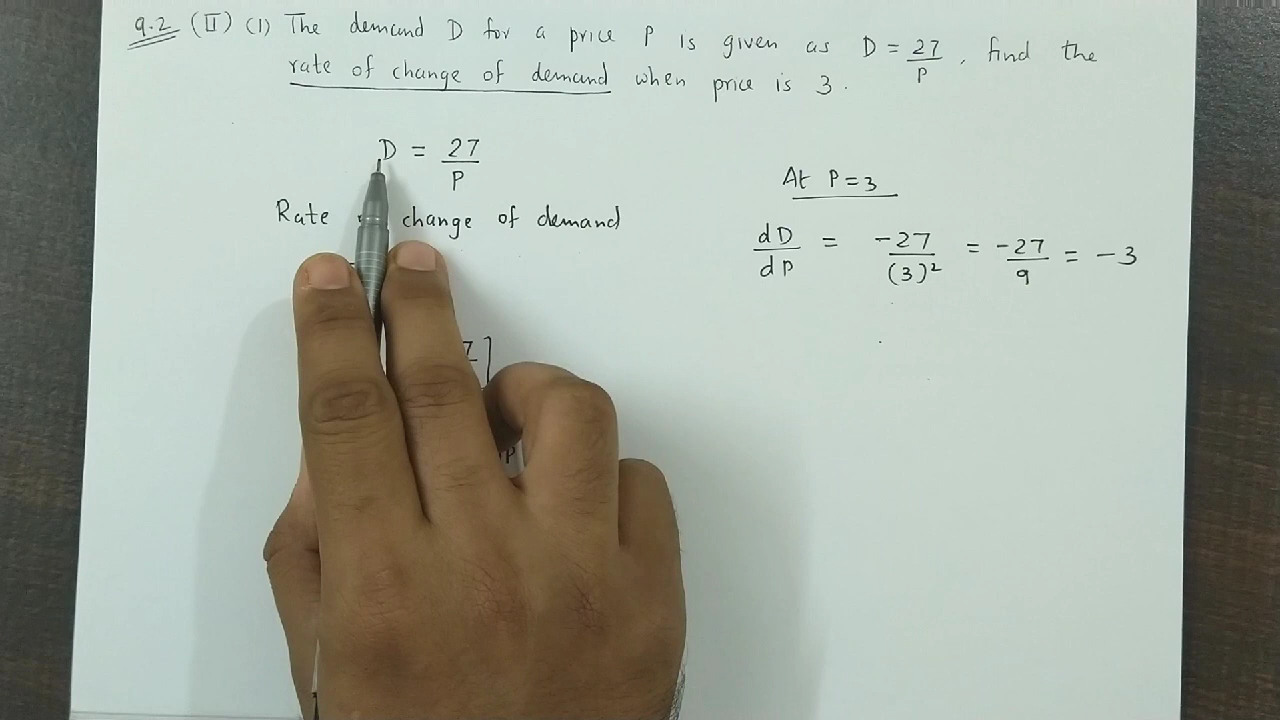 Q.2 (II) (1) The demand D for a price P is given as D = 27/P, find the
rate of change of demand when price is 3.
D = 27/P
Rate change of demand
At P=3
dD/dP = -27/(3)² = -27/9 = -3